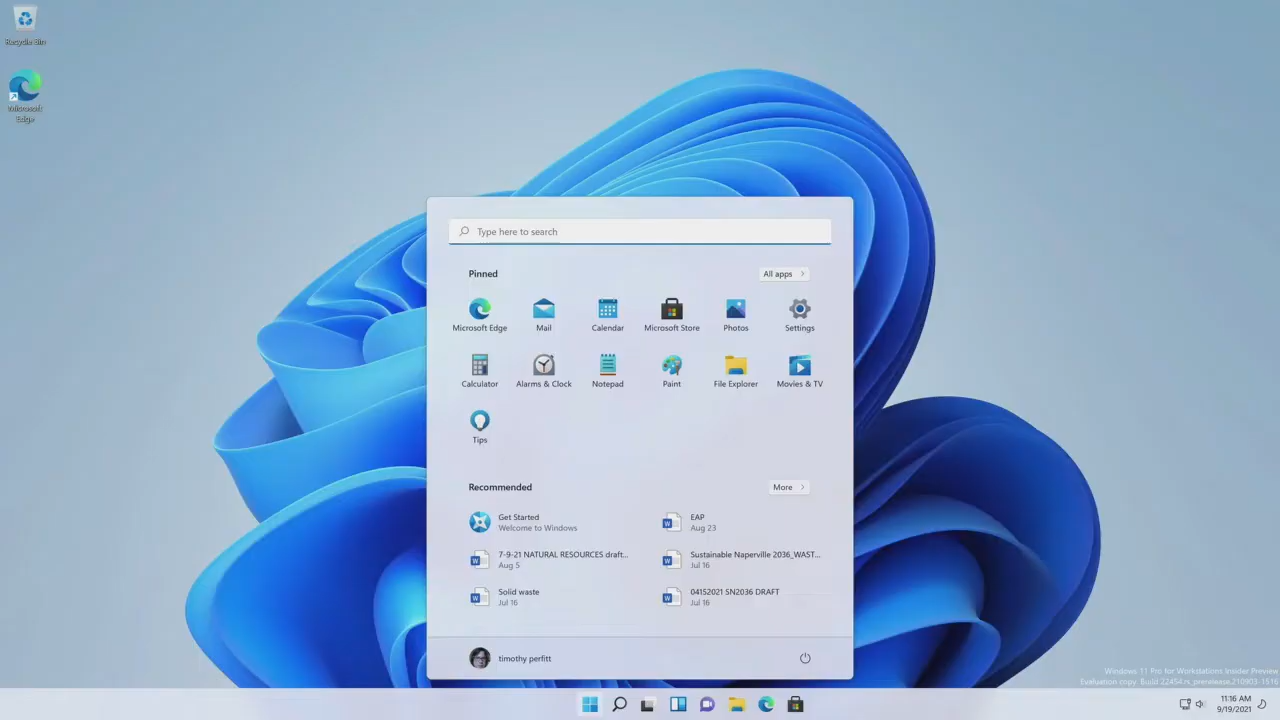 Recycle Bin
Microsoft
Edge
Type here to search
Pinned
All apps
Microsoft Edge
Mail
Calendar
Microsoft Store
Photos
Settings
Calculator
Alarms & Clock
Notepad
Paint
File Explorer
Movies & TV
Tips
Recommended
More
Get Started
Welcome to Windows
EAP
Aug 23
7-9-21 NATURAL RESOURCES draft...
Aug 5
Sustainable Naperville 2036_WAST...
Jul 16
Solid waste
Jul 16
04152021 SN2036 DRAFT
Jul 16
timothy perfitt
Windows 11 Pro for Workstations Insider Preview
Evaluation copy. Build 22454.rs_prerelease.210903-1516
11:16 AM
9/19/2021